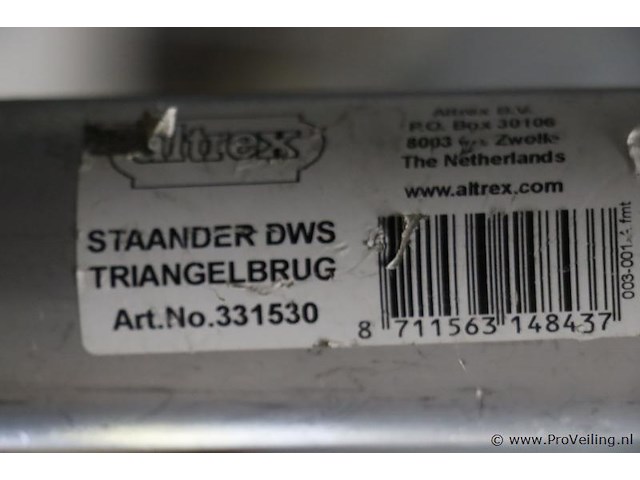 altrex
STAANDER DWS
TRIANGELBRUG
Art.No.331530
Altrex B.V.
P.O. Box 30106
8003 Zwolle
The Netherlands
www.altrex.com
8 711563 148437
fmt
© www.ProVeiling.nl